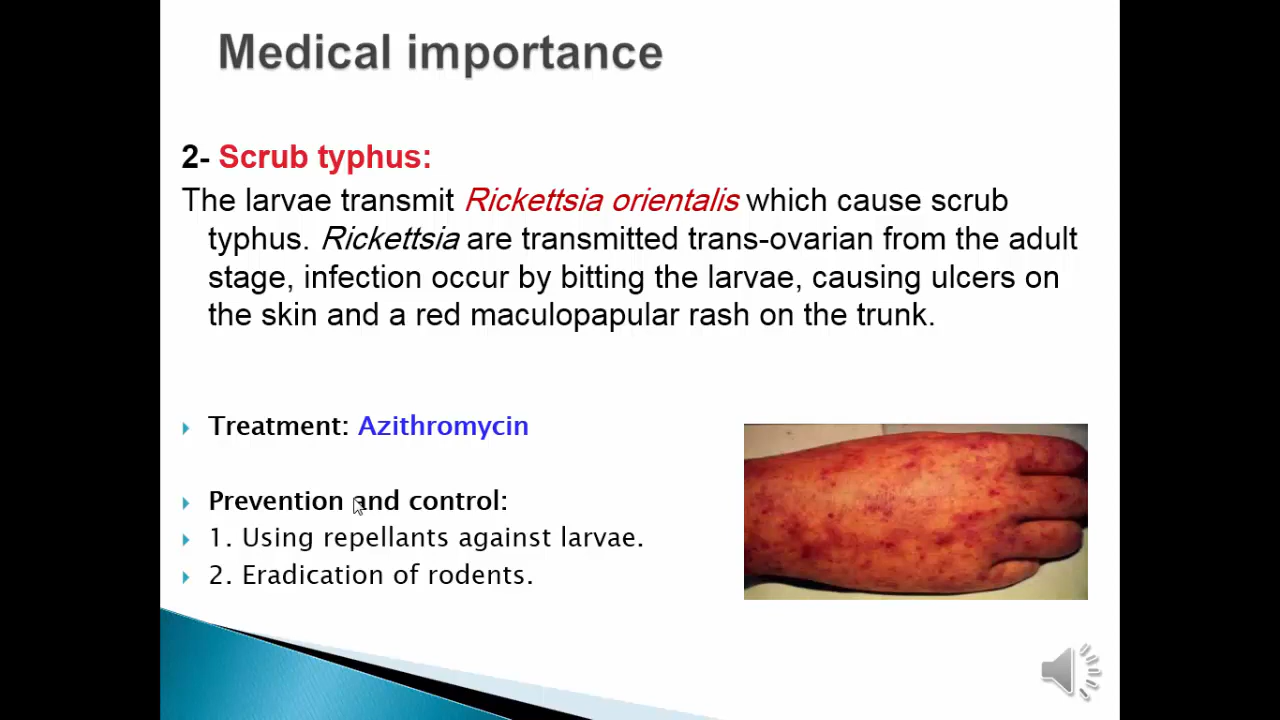 Medical importance
2- Scrub typhus:
The larvae transmit Rickettsia orientalis which cause scrub
typhus. Rickettsia are transmitted trans-ovarian from the adult
stage, infection occur by bitting the larvae, causing ulcers on
the skin and a red maculopapular rash on the trunk.
Treatment: Azithromycin
Prevention and control:
1. Using repellants against larvae.
2. Eradication of rodents.